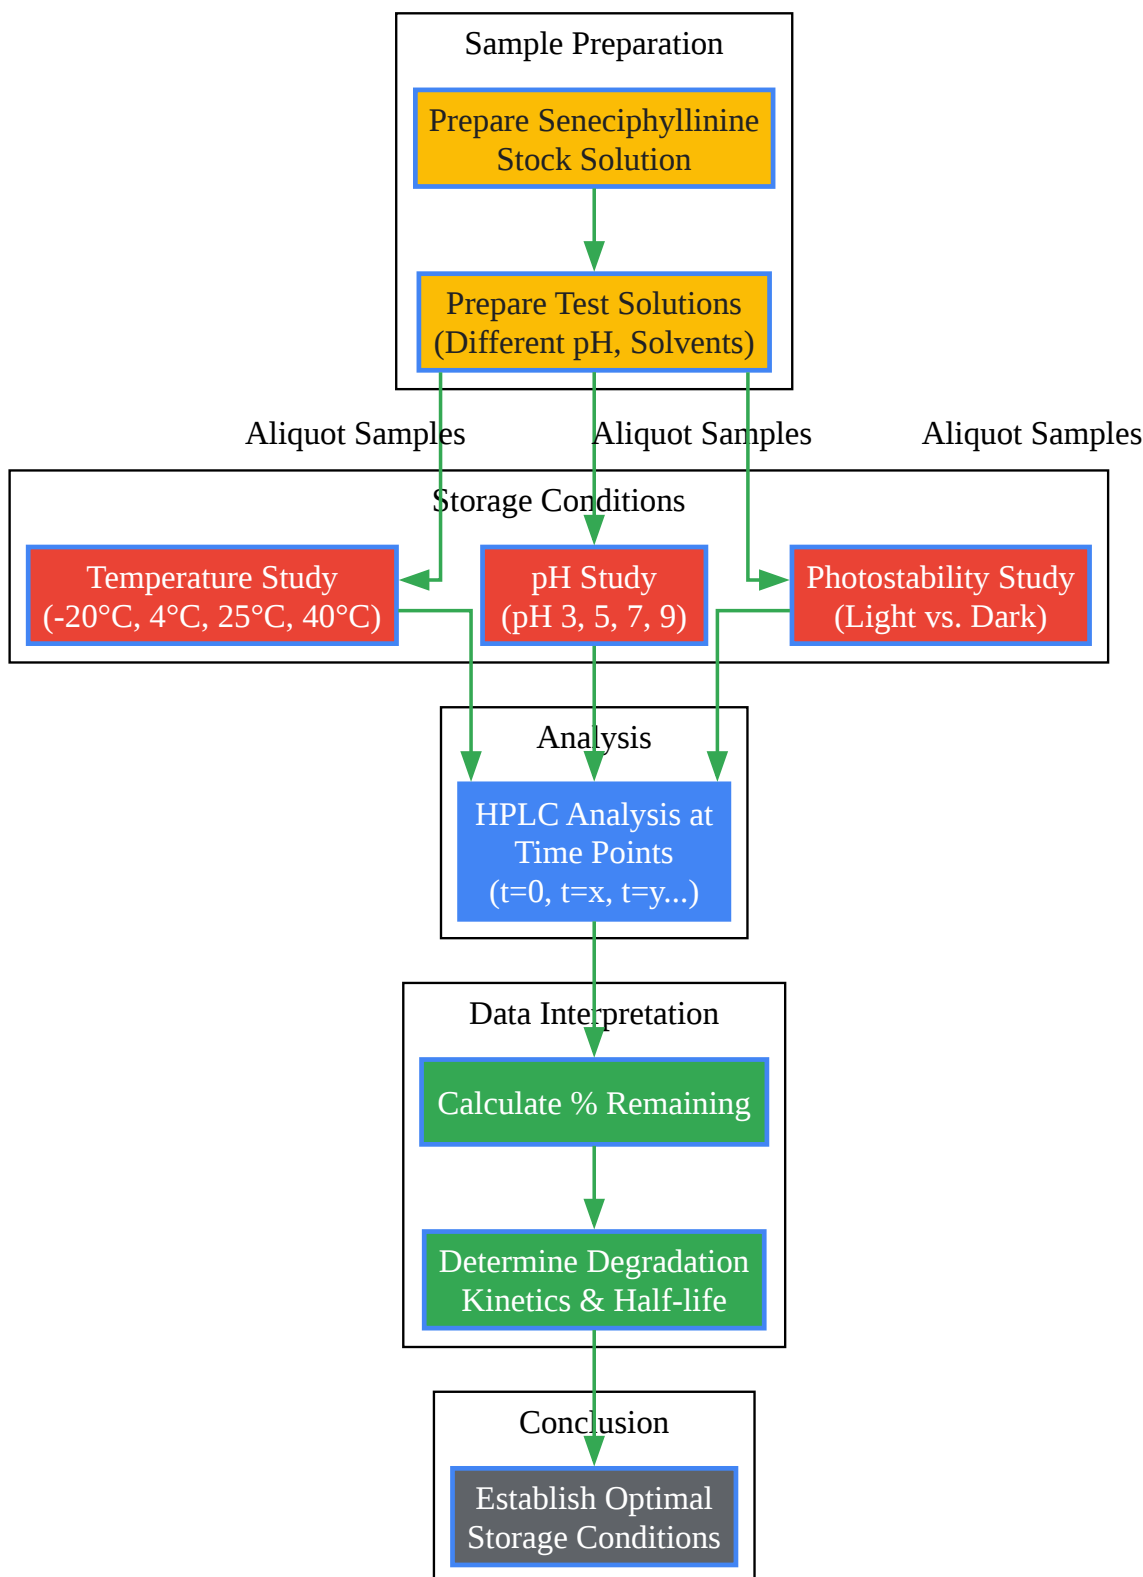 Sample Preparation
Prepare Seneciphyllinine
Stock Solution
Prepare Test Solutions
(Different pH, Solvents)
Aliquot Samples
Aliquot Samples
Aliquot Samples
Storage Conditions
Temperature Study
(-20°C, 4°C, 25°C, 40°C)
pH Study
(pH 3, 5, 7, 9)
Photostability Study
(Light vs. Dark)
Analysis
HPLC Analysis at
Time Points
(t=0, t=x, t=y...)
Data Interpretation
Calculate % Remaining
Determine Degradation
Kinetics & Half-life
Conclusion
Establish Optimal
Storage Conditions